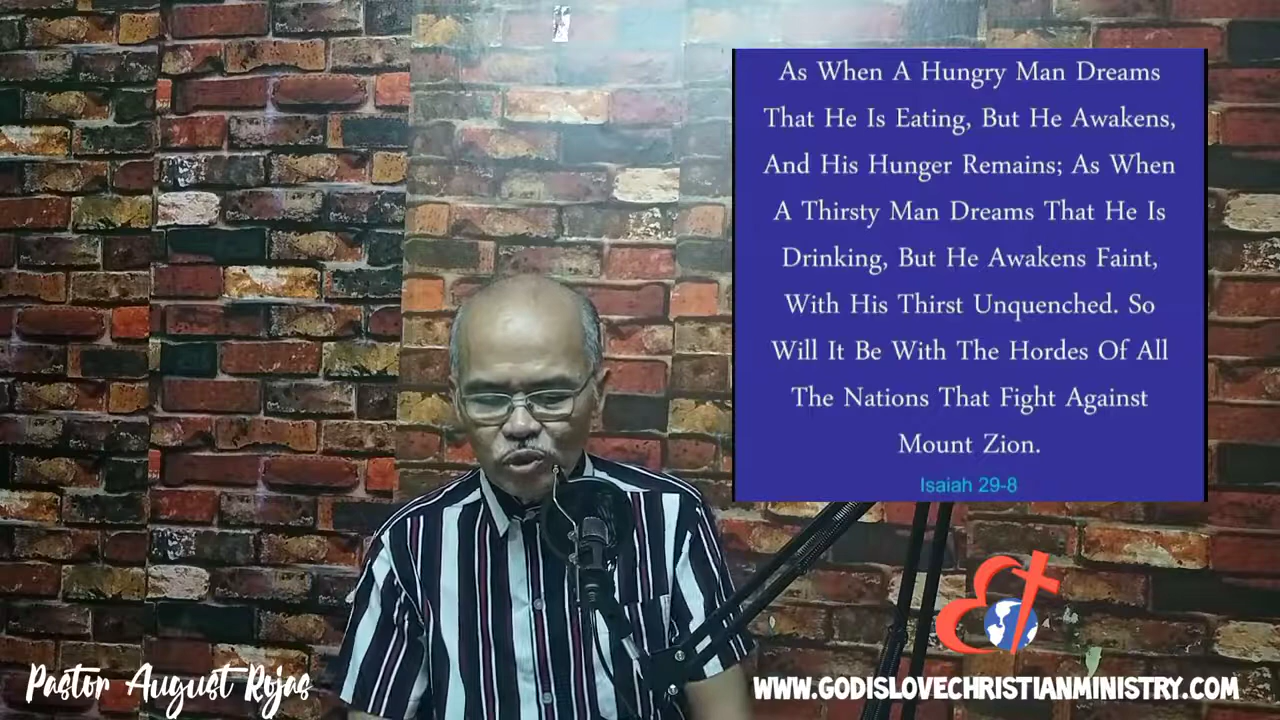 As When A Hungry Man Dreams
That He Is Eating, But He Awakens,
And His Hunger Remains; As When
A Thirsty Man Dreams That He Is
Drinking, But He Awakens Faint,
With His Thirst Unquenched. So
Will It Be With The Hordes Of All
The Nations That Fight Against
Mount Zion.
Isaiah 29-8
Pastor August Rojas
WWW.GODISLOVECHRISTIANMINISTRY.COM